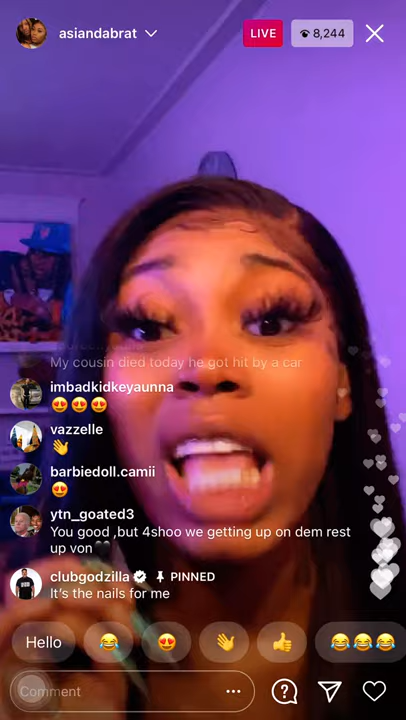 asiandabrat
LIVE
8,244
My cousin died today he got hit by a car
imbadkidkeyaunna
😍😍😍
vazzelle
👋
barbiedoll.camii
😍
ytn_goated3
You good ,but 4shoo we getting up on dem rest
up von🖤
clubgodzilla PINNED
It's the nails for me
Hello 😂 😍 👋 👍 😂😂😂
Comment